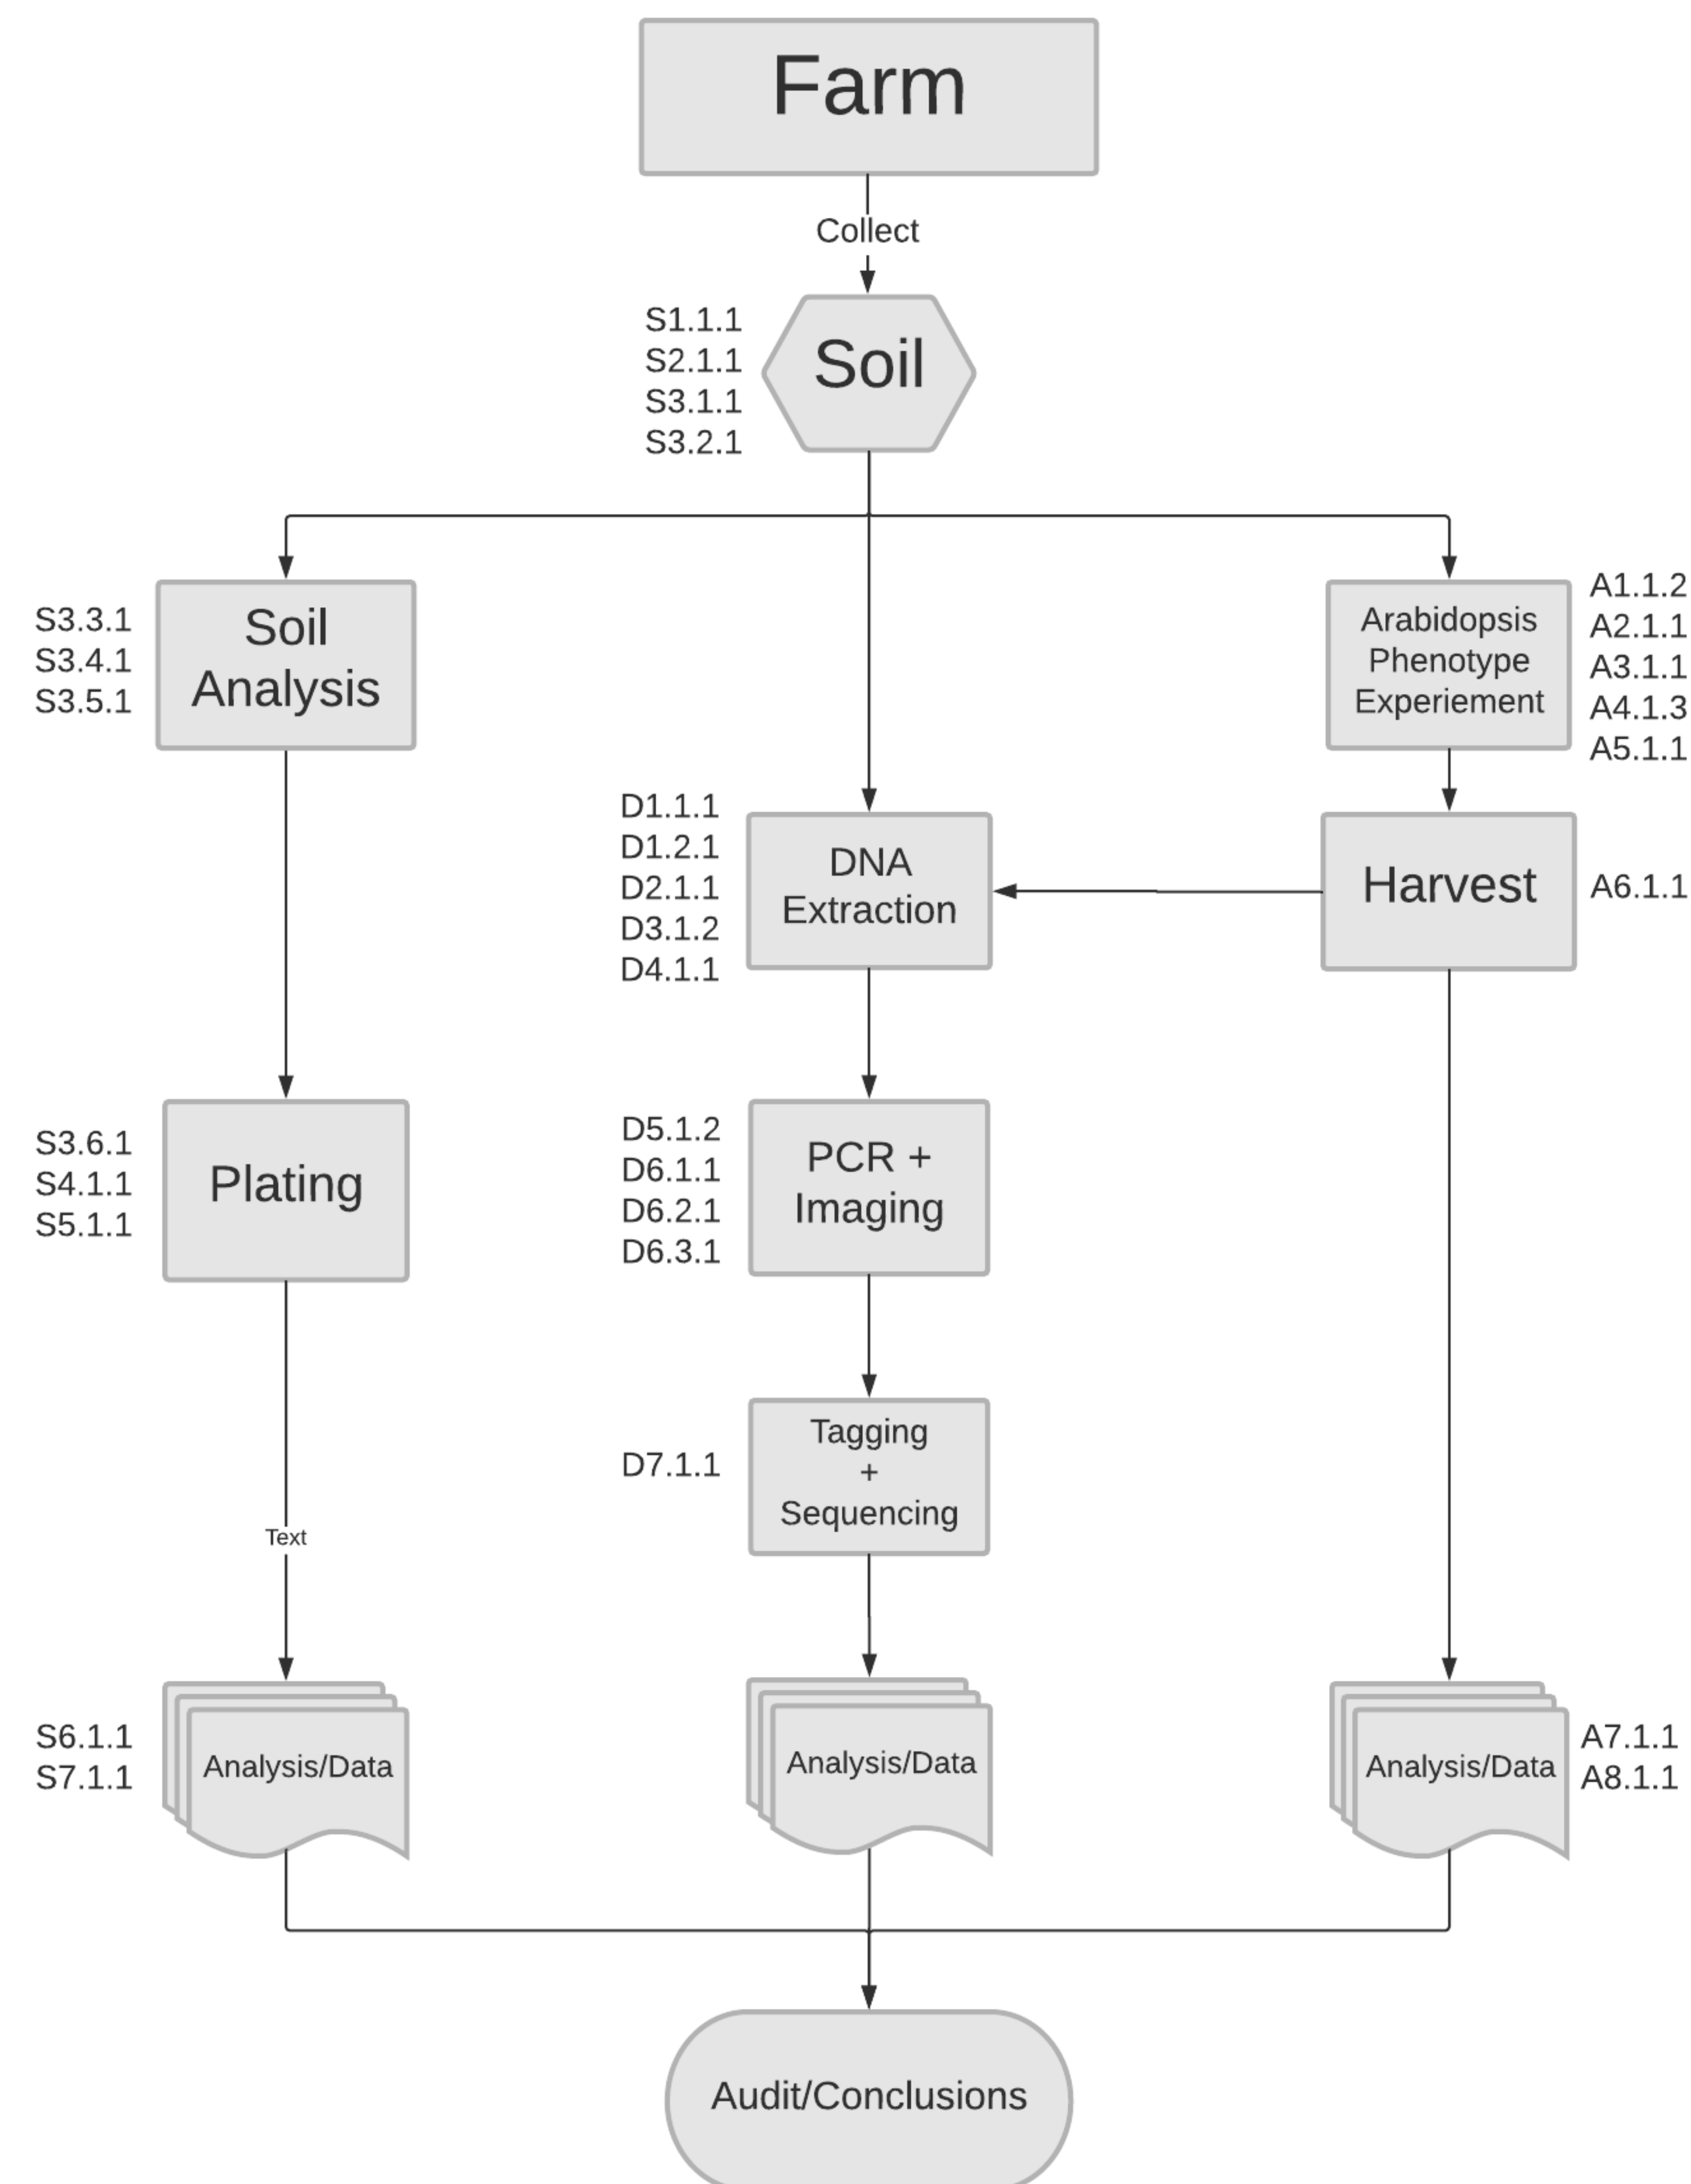 Farm
Collect
S1.1.1
S2.1.1
S3.1.1
S3.2.1
Soil
S3.3.1
S3.4.1
S3.5.1
Soil
Analysis
Arabidopsis
Phenotype
Experiement
A1.1.2
A2.1.1
A3.1.1
A4.1.3
A5.1.1
D1.1.1
D1.2.1
D2.1.1
D3.1.2
D4.1.1
DNA
Extraction
Harvest
A6.1.1
S3.6.1
S4.1.1
S5.1.1
Plating
D5.1.2
D6.1.1
D6.2.1
D6.3.1
PCR +
Imaging
D7.1.1
Tagging
+
Sequencing
Text
S6.1.1
S7.1.1
Analysis/Data
Analysis/Data
Analysis/Data
A7.1.1
A8.1.1
Audit/Conclusions